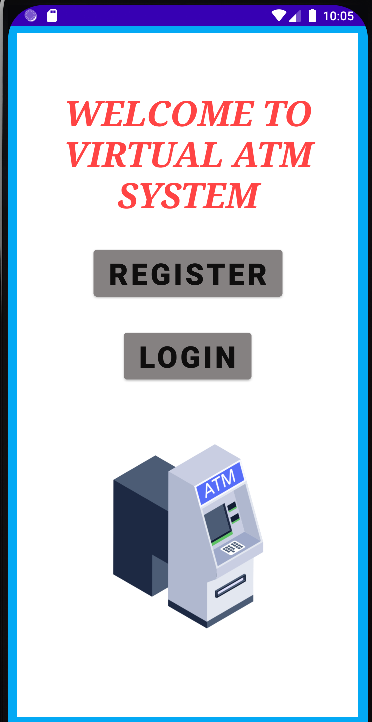 10:05
WELCOME TO
VIRTUAL ATM
SYSTEM
REGISTER
LOGIN
ATM